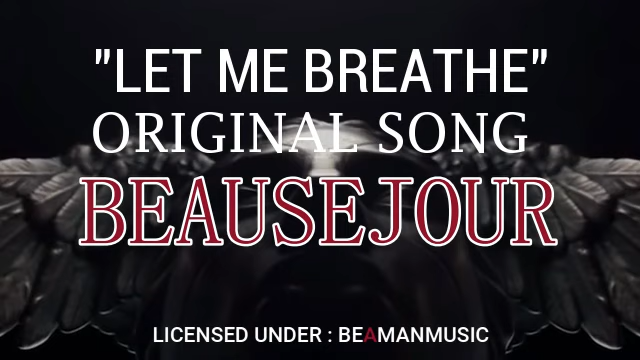 "LET ME BREATHE"
ORIGINAL SONG
BEAUSEJOUR
LICENSED UNDER : BEAMANMUSIC